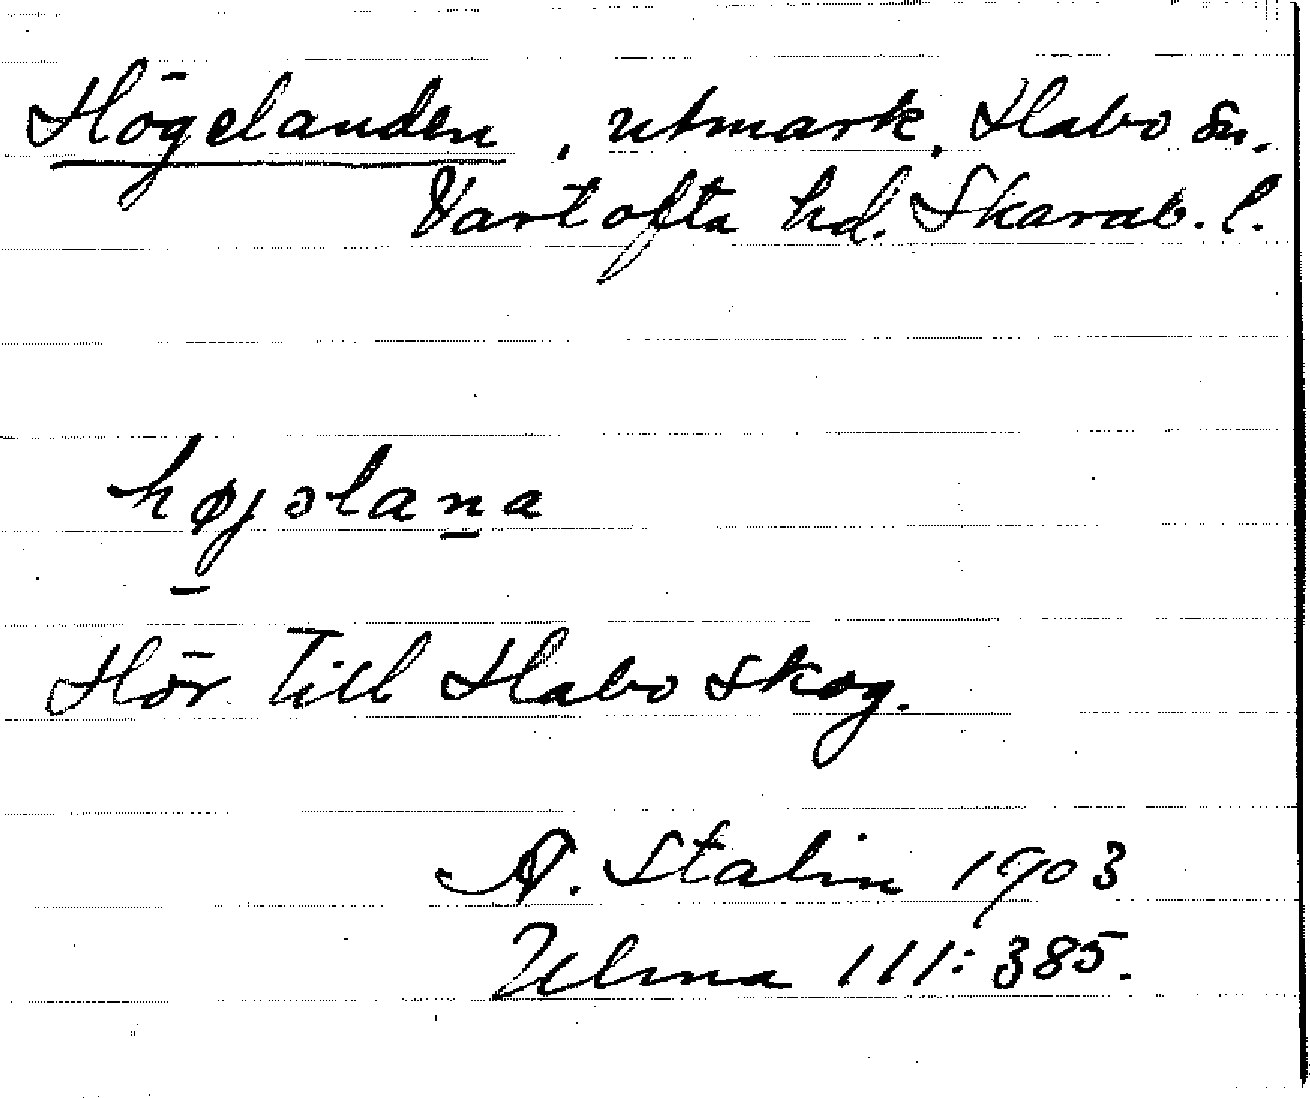 Högelanden, utmark, Habo sn.
Vartofta hd. Skarab. l.
højəlana
Hör till Habo skog.
A. Stalin 1903
Ulma 111: 385.